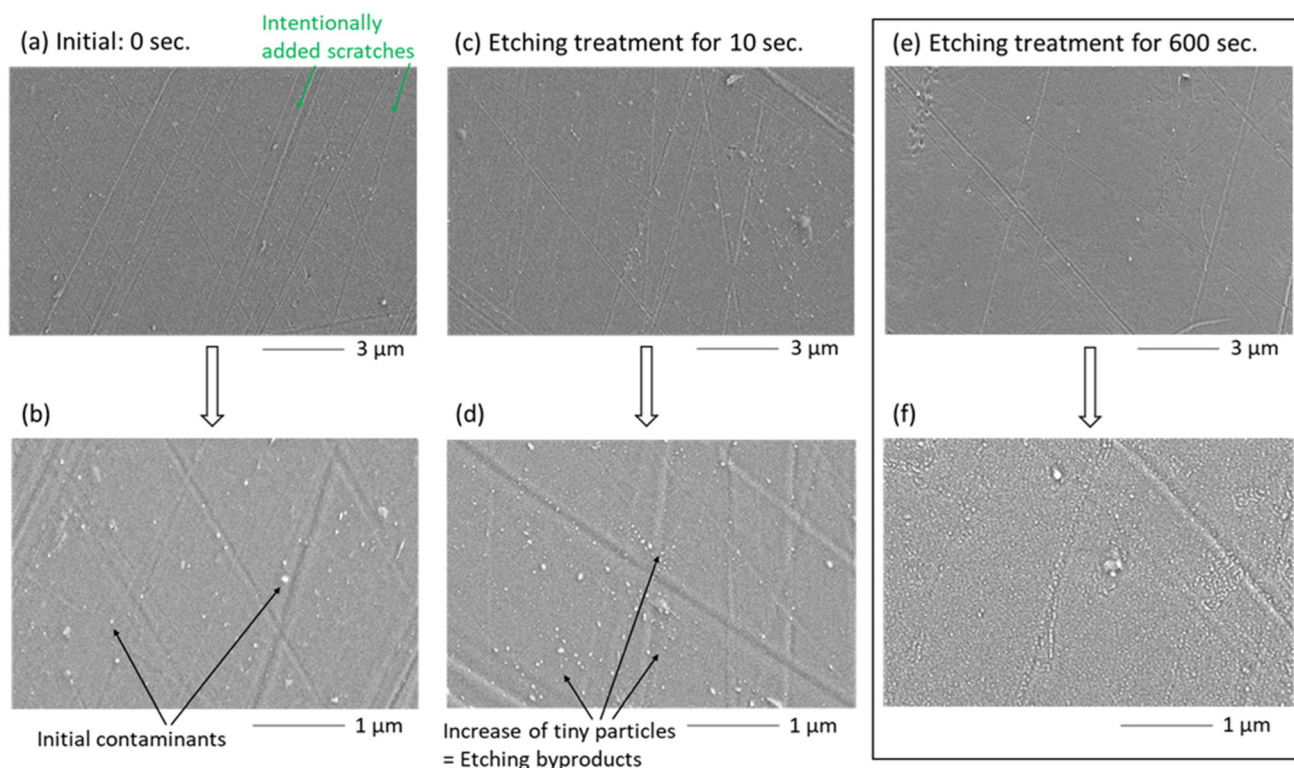 Intentionally
added scratches
(a) Initial: 0 sec.
(c) Etching treatment for 10 sec.
(e) Etching treatment for 600 sec.
3 μm
3 μm
3 μm
(b)
(d)
(f)
Initial contaminants
1 μm
Increase of tiny particles
= Etching byproducts
1 μm
1 μm